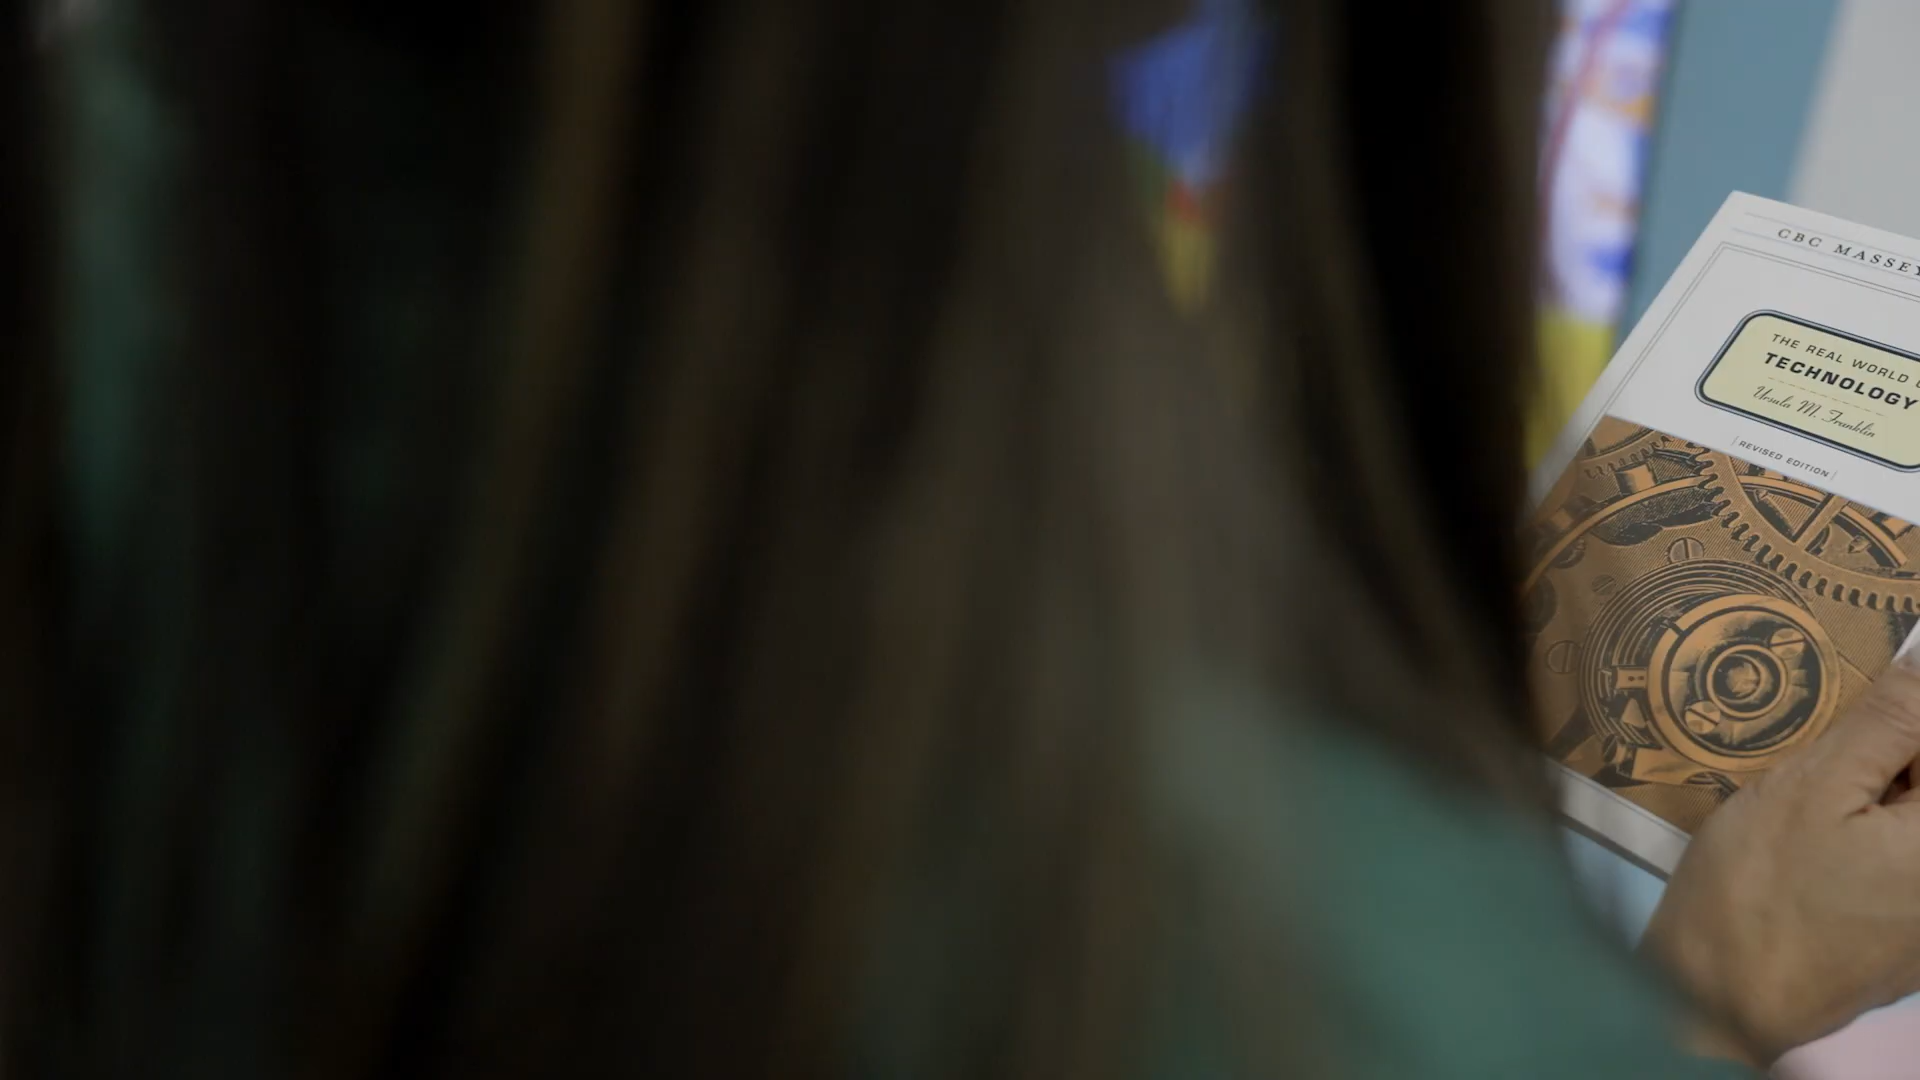 CBC MASSEY
THE REAL WORLD
TECHNOLOGY
Ursula M. Franklin
REVISED EDITION